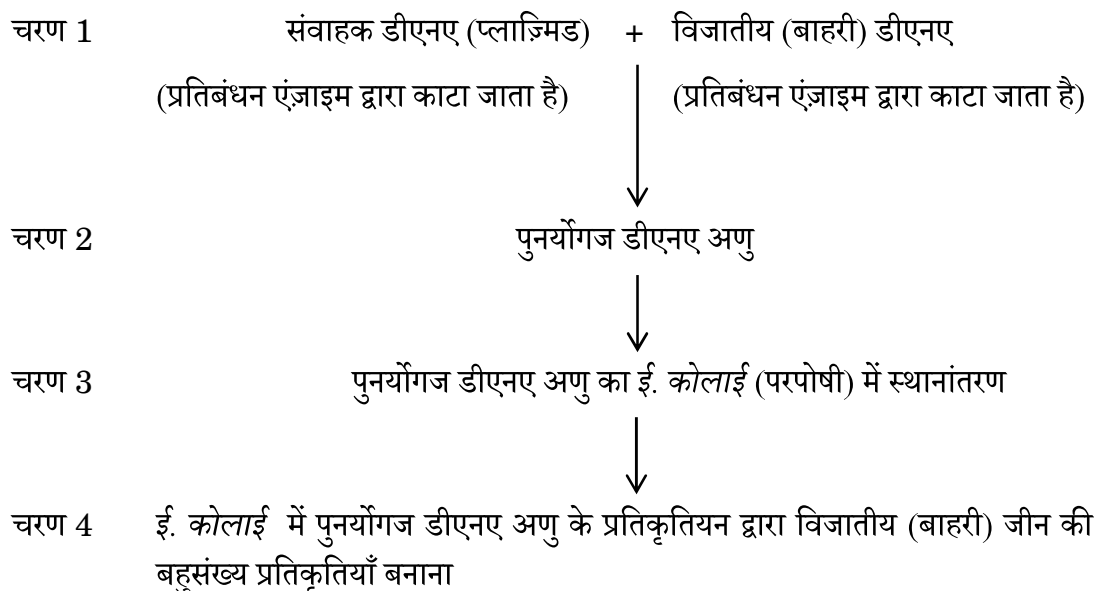 चरण 1 संवाहक डीएनए (प्लाज़्मिड) + विजातीय (बाहरी) डीएनए
(प्रतिबंधन एंज़ाइम द्वारा काटा जाता है) (प्रतिबंधन एंज़ाइम द्वारा काटा जाता है)
चरण 2 पुनर्योगज डीएनए अणु
चरण 3 पुनर्योगज डीएनए अणु का ई. कोलाई (परपोषी) में स्थानांतरण
चरण 4 ई. कोलाई में पुनर्योगज डीएनए अणु के प्रतिकृतियन द्वारा विजातीय (बाहरी) जीन की
बहुसंख्य प्रतिकृतियाँ बनाना